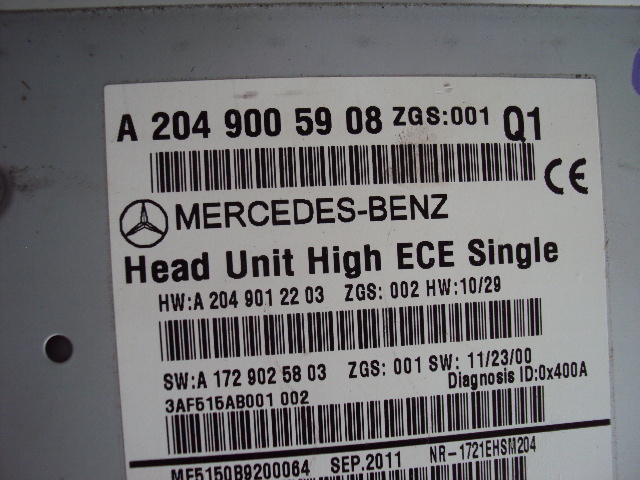 A 204 900 59 08 ZGS:001 Q1
CE
MERCEDES-BENZ
Head Unit High ECE Single
HW:A 204 901 22 03 ZGS: 002 HW:10/29
SW:A 172 902 58 03 ZGS: 001 SW: 11/23/00
Diagnosis ID:0x400A
3AF515AB001 002
MF5150B9200064 SEP.2011 NR-1721EHSM204